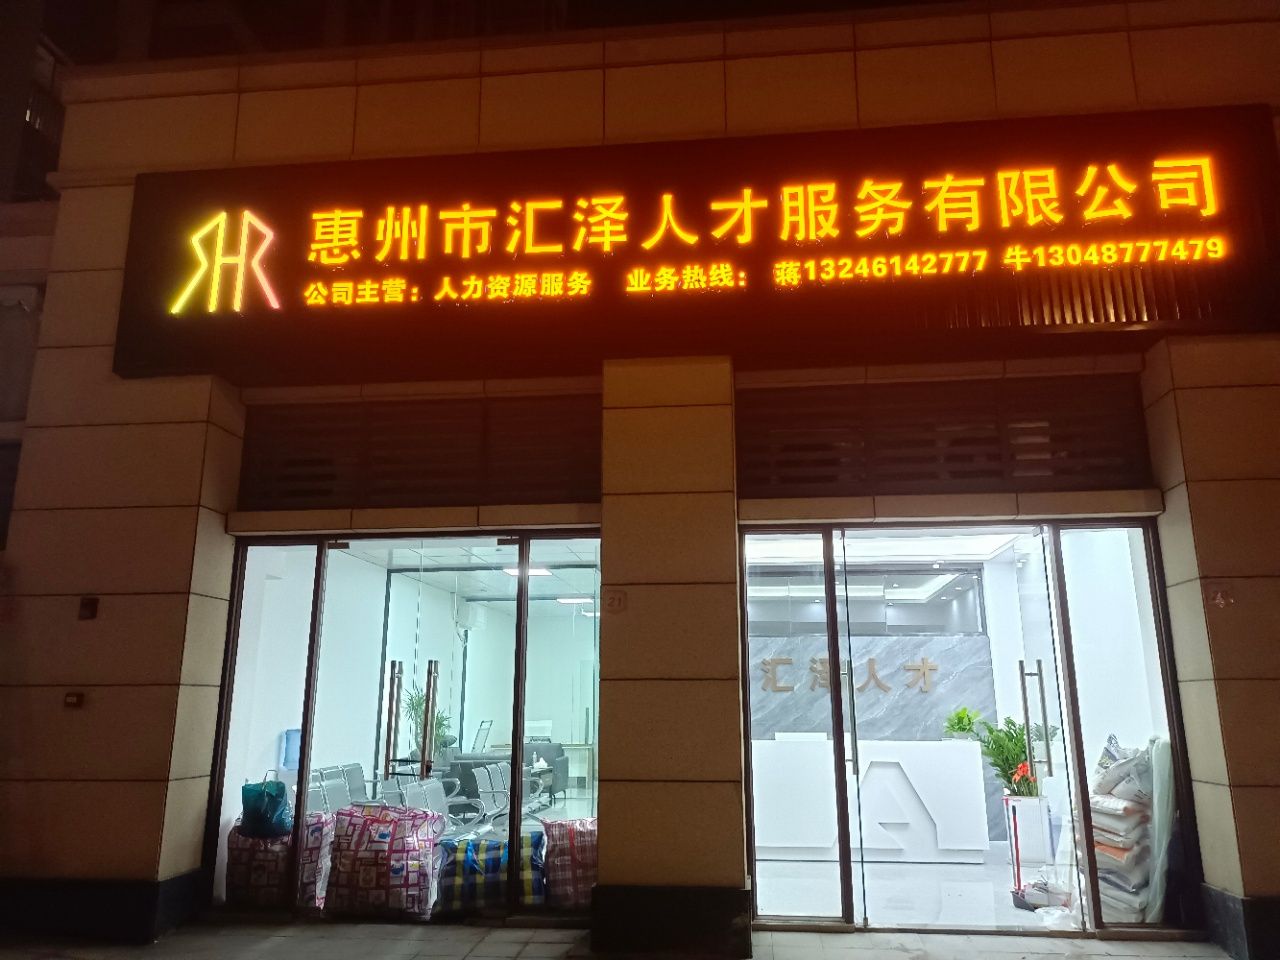 惠州市汇泽人才服务有限公司
公司主营：人力资源服务 业务热线： 蒋13246142777 牛13048777479
21
汇泽人才